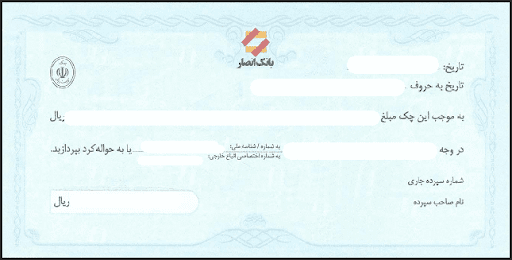 بانک انصار
تاریخ:
تاریخ به حروف
به موجب این چک مبلغ ریال
در وجه به شماره / شناسه ملی: یا به حواله‌کرد بپردازید.
به شماره اختصاصی اتباع خارجی:
شماره سپرده جاری
نام صاحب سپرده ریال